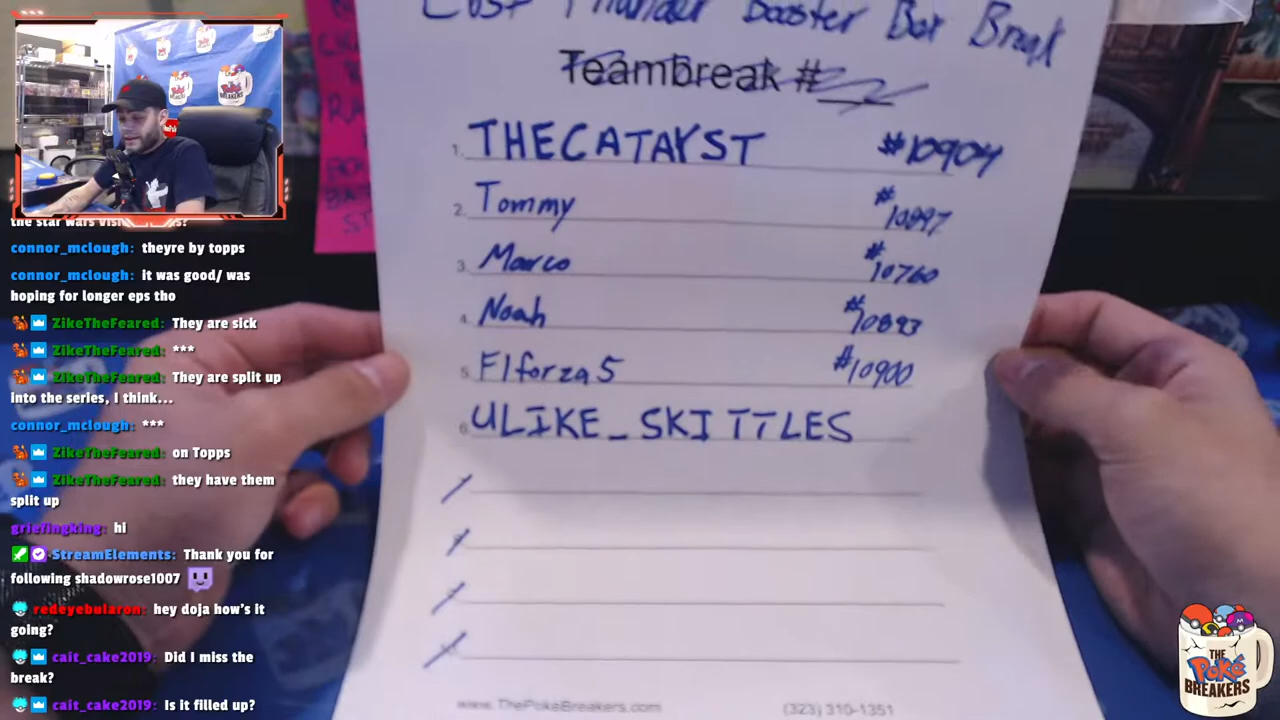 Lost Thunder Booster Box Break
Teambreak #
1. THECATAYST #10904
2. Tommy #10897
3. Marco #10760
4. Noah #10893
5. F1forza5 #10900
6. ULIKE_SKITTLES
www.ThePokeBreakers.com (323) 310-1351
the star wars
connor_mclough: theyre by topps
connor_mclough: it was good/ was
hoping for longer eps tho
ZikeTheFeared: They are sick
ZikeTheFeared: ***
ZikeTheFeared: They are split up
into the series, I think...
connor_mclough: ***
ZikeTheFeared: on Topps
ZikeTheFeared: they have them
split up
griefingking: hi
StreamElements: Thank you for
following shadowrose1007
redeyebularon: hey doja how's it
going?
cait_cake2019: Did I miss the
break?
cait_cake2019: Is it filled up?
THE
Poké
BREAKERS